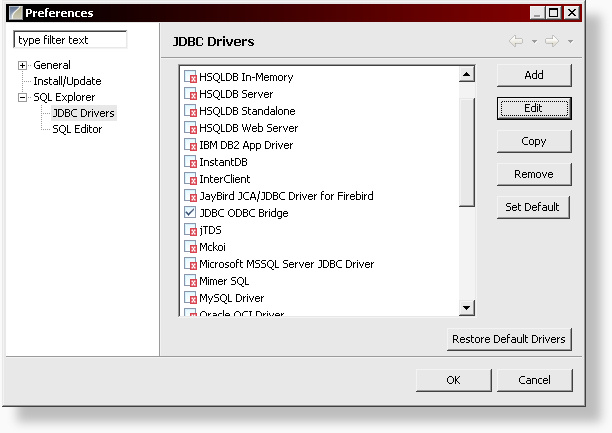 Preferences
type filter text
General
Install/Update
SQL Explorer
JDBC Drivers
SQL Editor
JDBC Drivers
HSQLDB In-Memory
HSQLDB Server
HSQLDB Standalone
HSQLDB Web Server
IBM DB2 App Driver
InstantDB
InterClient
JayBird JCA/JDBC Driver for Firebird
JDBC ODBC Bridge
jTDS
Mckoi
Microsoft MSSQL Server JDBC Driver
Mimer SQL
MySQL Driver
Oracle OCI Driver
Add
Edit
Copy
Remove
Set Default
Restore Default Drivers
OK
Cancel